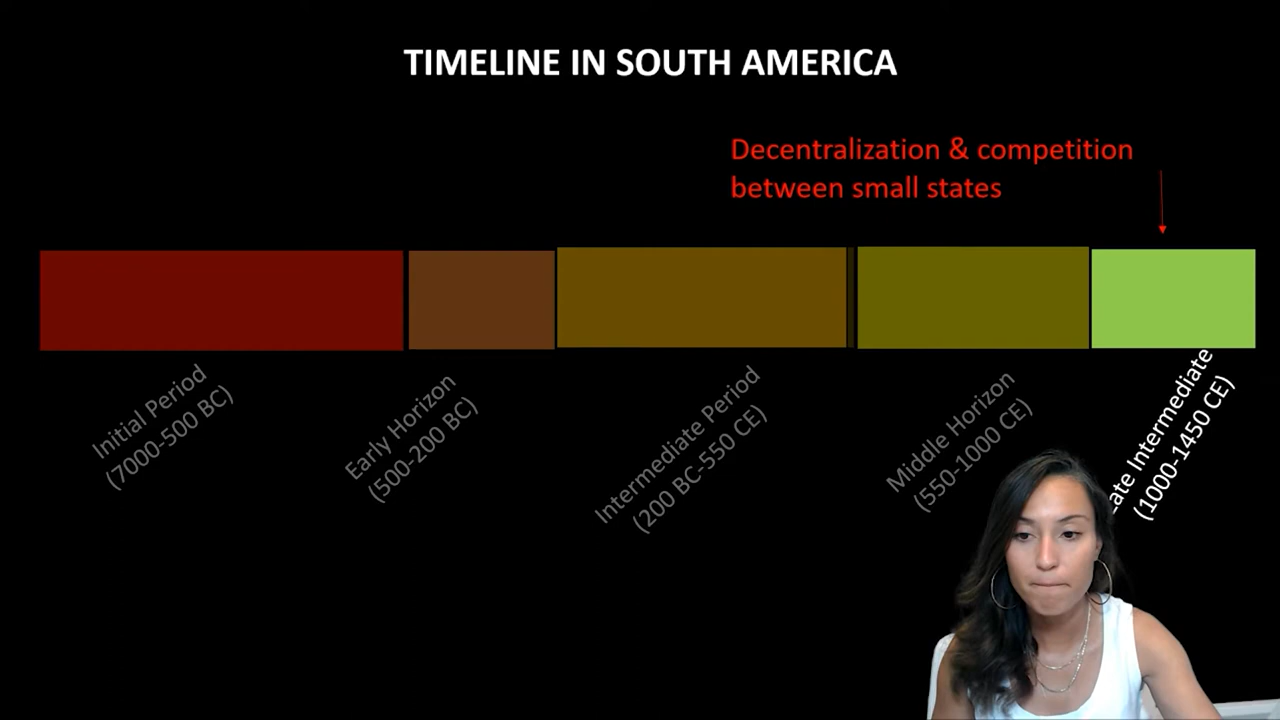 TIMELINE IN SOUTH AMERICA
Decentralization & competition
between small states
Initial Period
(7000-500 BC)
Early Horizon
(500-200 BC)
Intermediate Period
(200 BC-550 CE)
Middle Horizon
(550-1000 CE)
Late Intermediate
(1000-1450 CE)